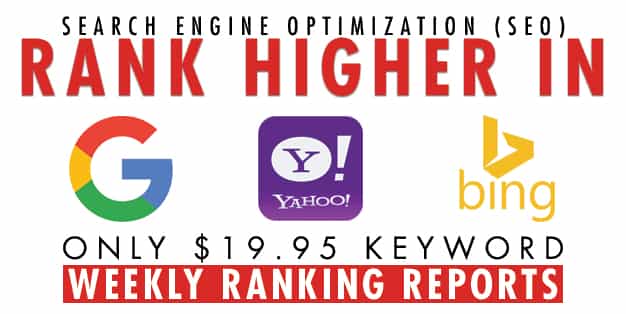 SEARCH ENGINE OPTIMIZATION (SEO)
RANK HIGHER IN
G Y! YAHOO! bing
ONLY $19.95 KEYWORD
WEEKLY RANKING REPORTS